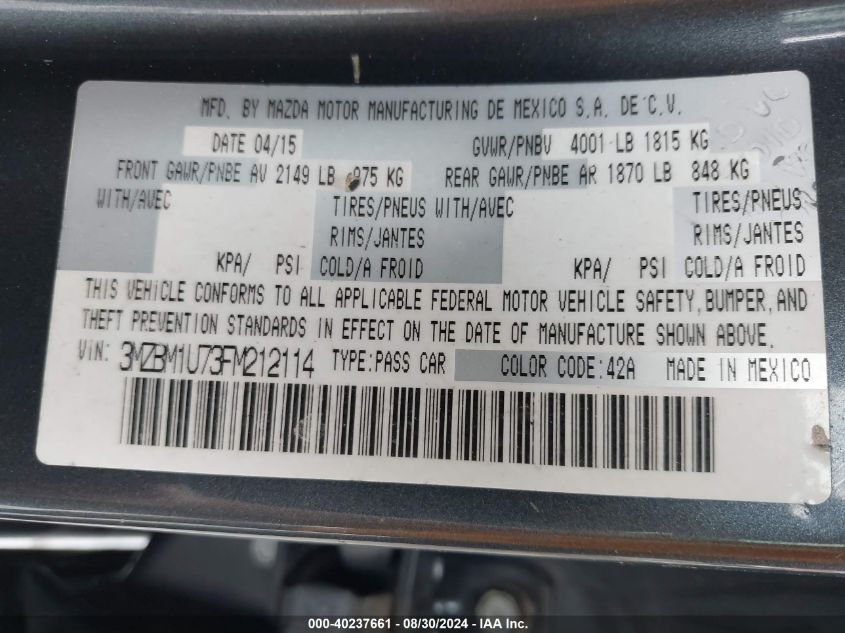 MFD. BY MAZDA MOTOR MANUFACTURING DE MEXICO S.A. DE C.V.
DATE 04/15 GVWR/PNBV 4001 LB 1815 KG
FRONT GAWR/PNBE AV 2149 LB 975 KG REAR GAWR/PNBE AR 1870 LB 848 KG
WITH/AVEC TIRES/PNEUS WITH/AVEC TIRES/PNEUS
RIMS/JANTES RIMS/JANTES
KPA/ PSI COLD/A FROID KPA/ PSI COLD/A FROID
THIS VEHICLE CONFORMS TO ALL APPLICABLE FEDERAL MOTOR VEHICLE SAFETY, BUMPER, AND
THEFT PREVENTION STANDARDS IN EFFECT ON THE DATE OF MANUFACTURE SHOWN ABOVE.
VIN: 3MZBM1U73FM212114 TYPE:PASS CAR COLOR CODE:42A MADE IN MEXICO
000-40237661 - 08/30/2024 - IAA Inc.